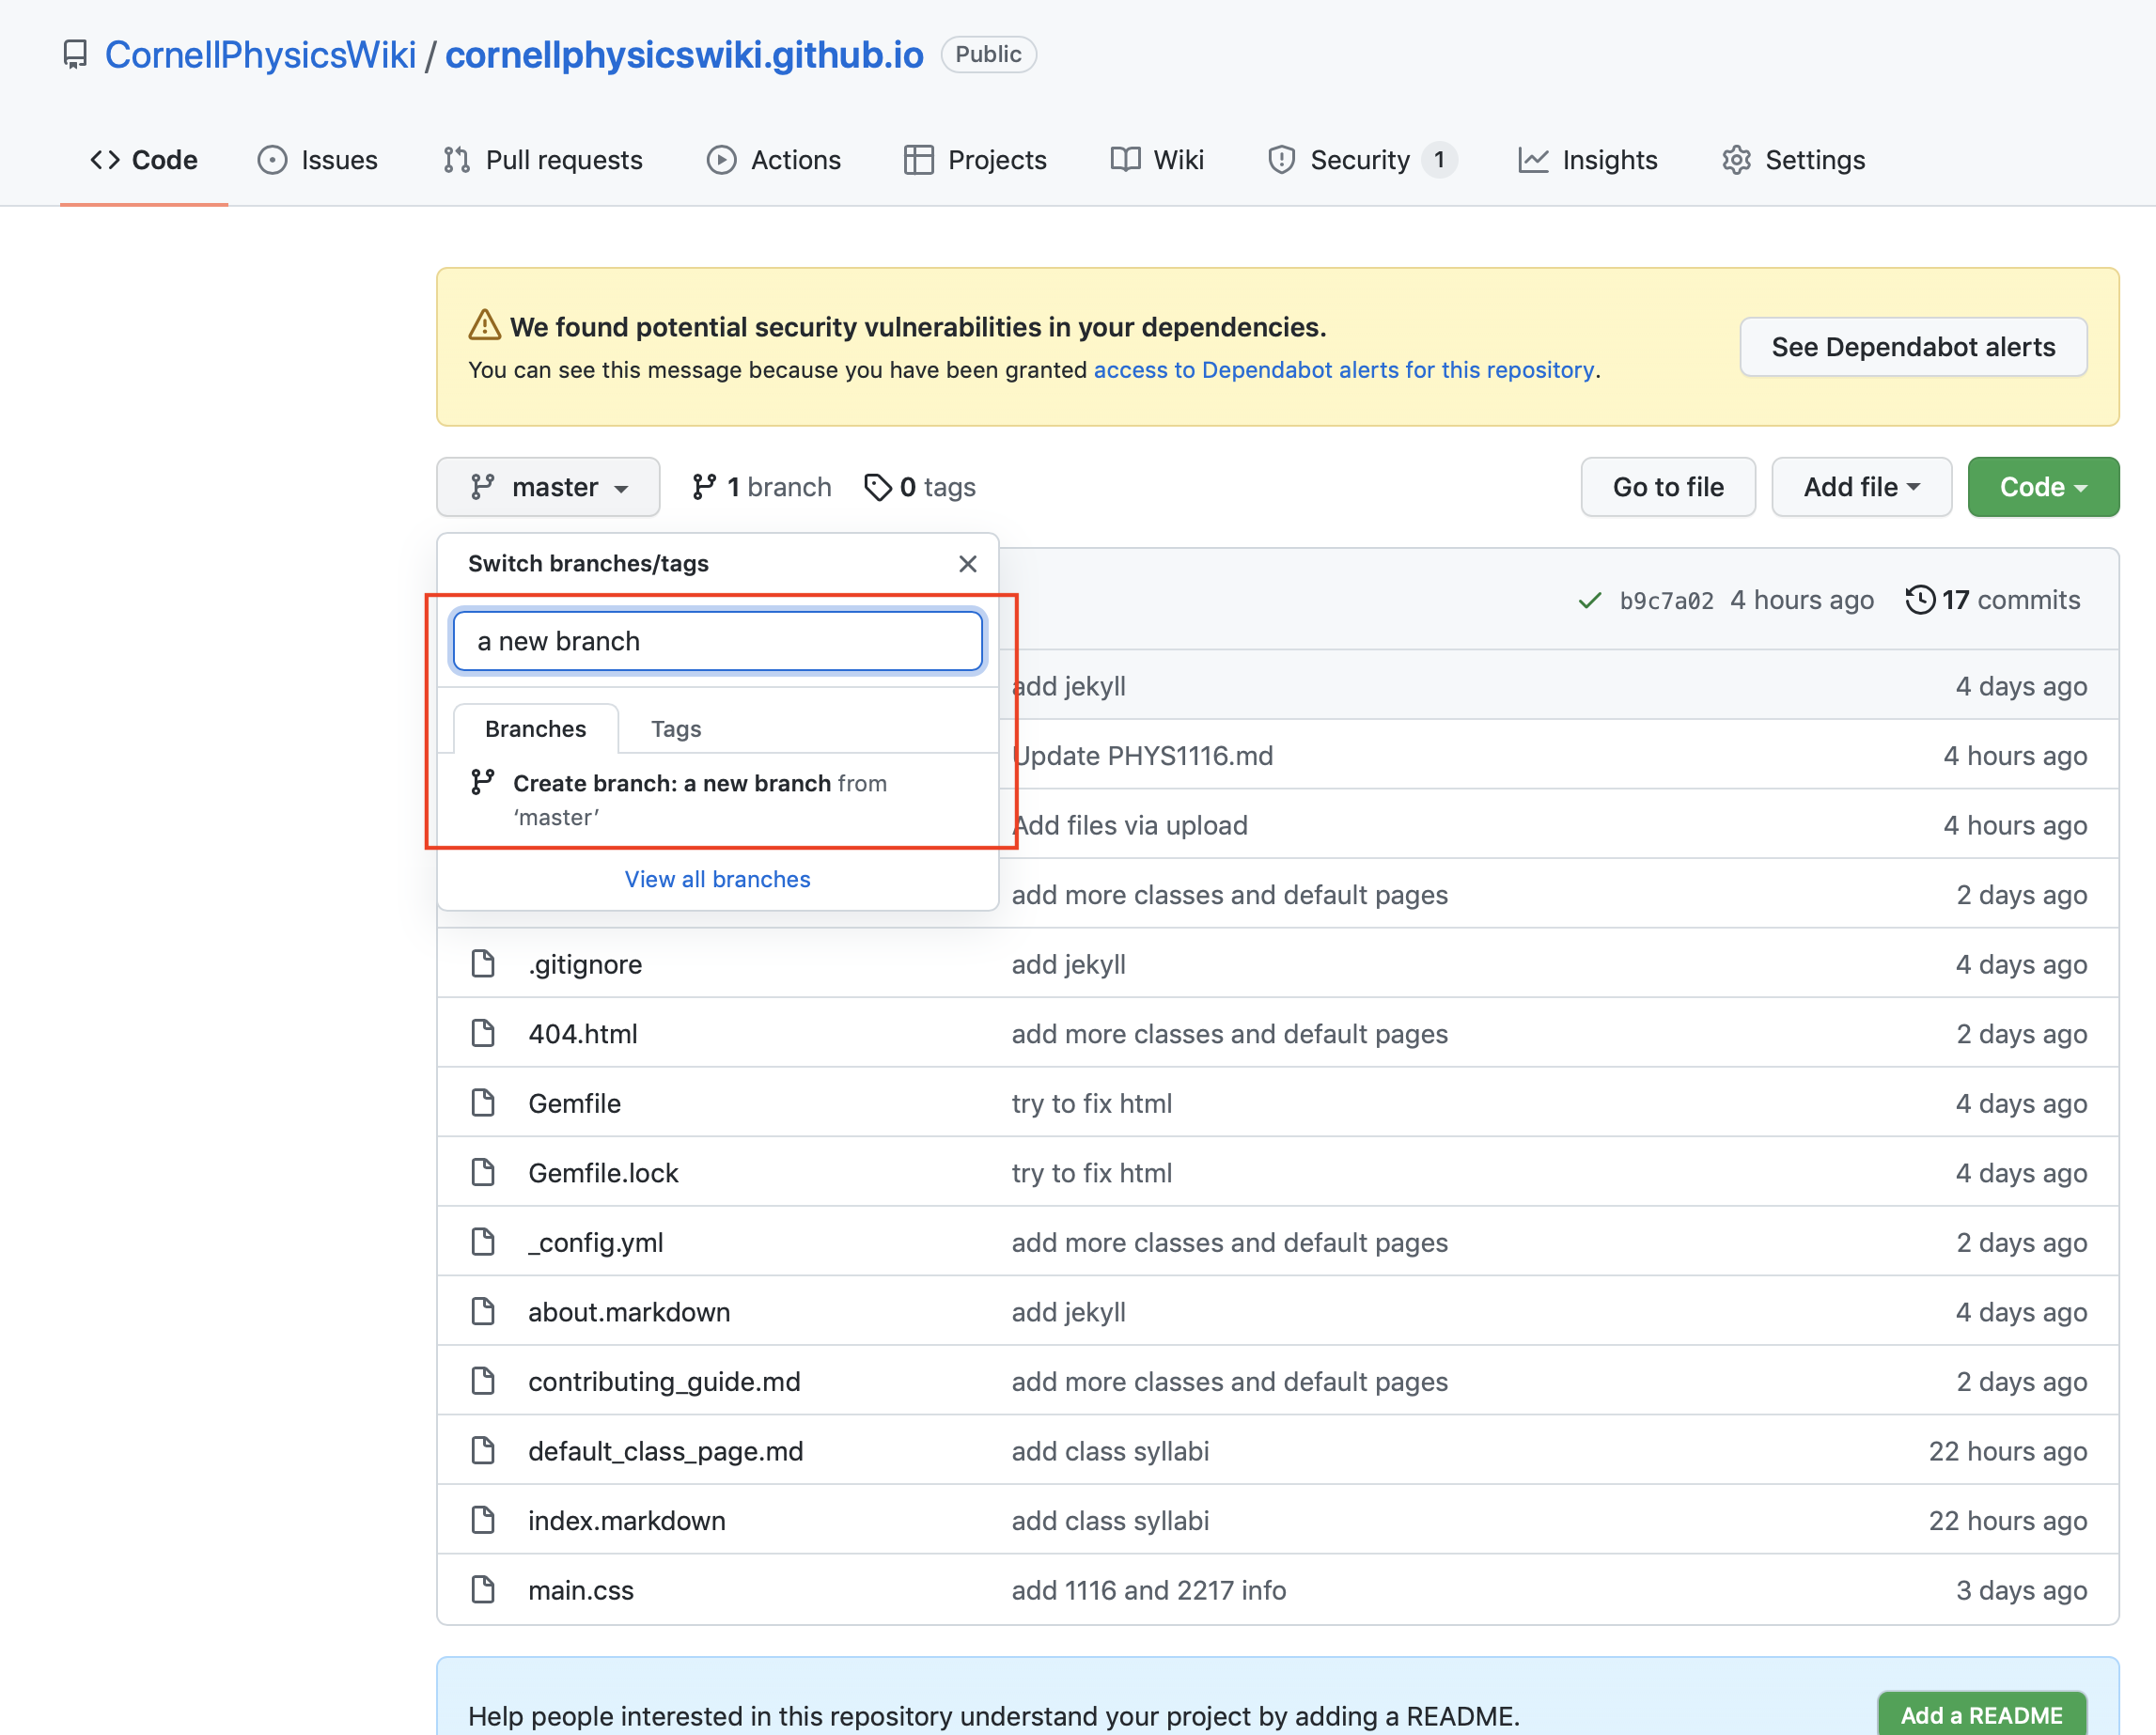 CornellPhysicsWiki / cornellphysicswiki.github.io Public
Code Issues Pull requests Actions Projects Wiki Security 1 Insights Settings
We found potential security vulnerabilities in your dependencies.
You can see this message because you have been granted access to Dependabot alerts for this repository.
See Dependabot alerts
master 1 branch 0 tags Go to file Add file Code
Switch branches/tags
b9c7a02 4 hours ago 17 commits
a new branch
add jekyll 4 days ago
Branches Tags
Update PHYS1116.md 4 hours ago
Create branch: a new branch from
‘master’
Add files via upload 4 hours ago
View all branches
add more classes and default pages 2 days ago
.gitignore add jekyll 4 days ago
404.html add more classes and default pages 2 days ago
Gemfile try to fix html 4 days ago
Gemfile.lock try to fix html 4 days ago
_config.yml add more classes and default pages 2 days ago
about.markdown add jekyll 4 days ago
contributing_guide.md add more classes and default pages 2 days ago
default_class_page.md add class syllabi 22 hours ago
index.markdown add class syllabi 22 hours ago
main.css add 1116 and 2217 info 3 days ago
Help people interested in this repository understand your project by adding a README.
Add a README